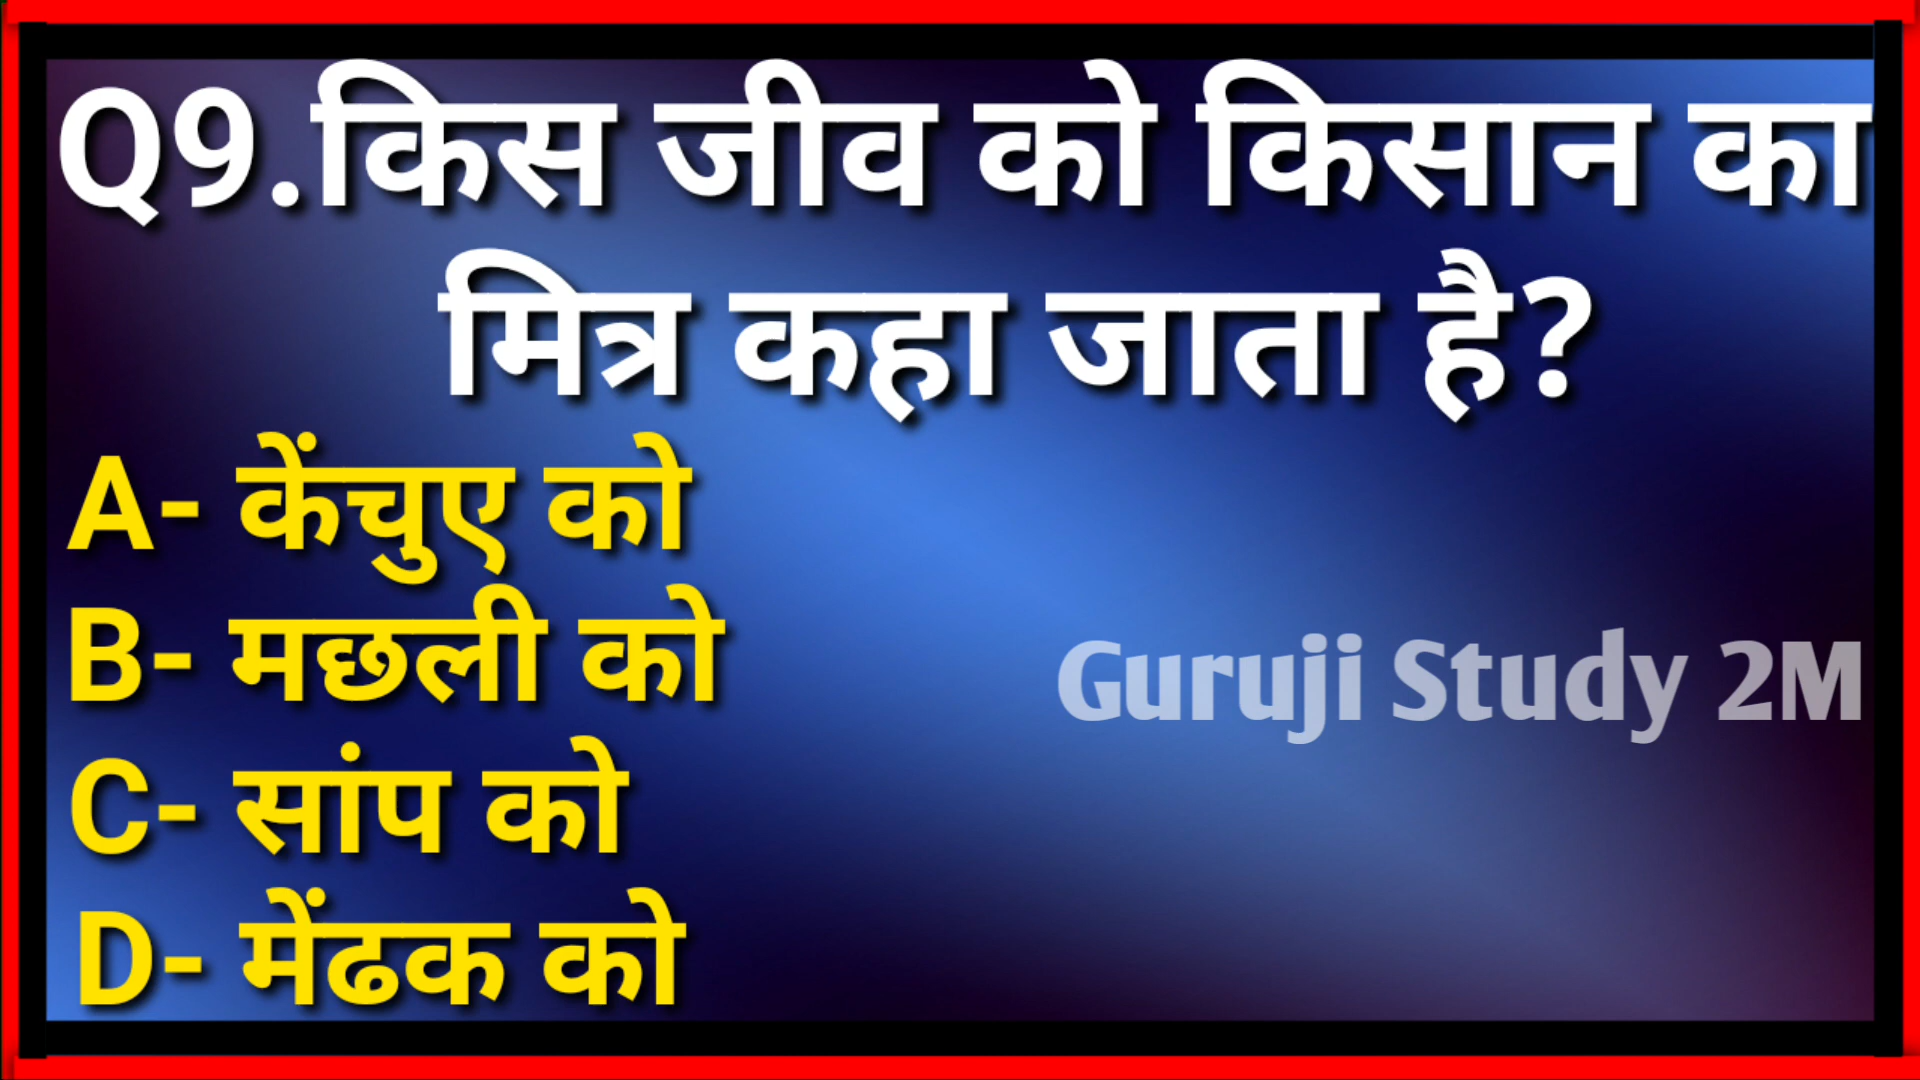 Q9.किस जीव को किसान का
मित्र कहा जाता है?
A- केंचुए को
B- मछली को
Guruji Study 2M
C- सांप को
D- मेंढक को